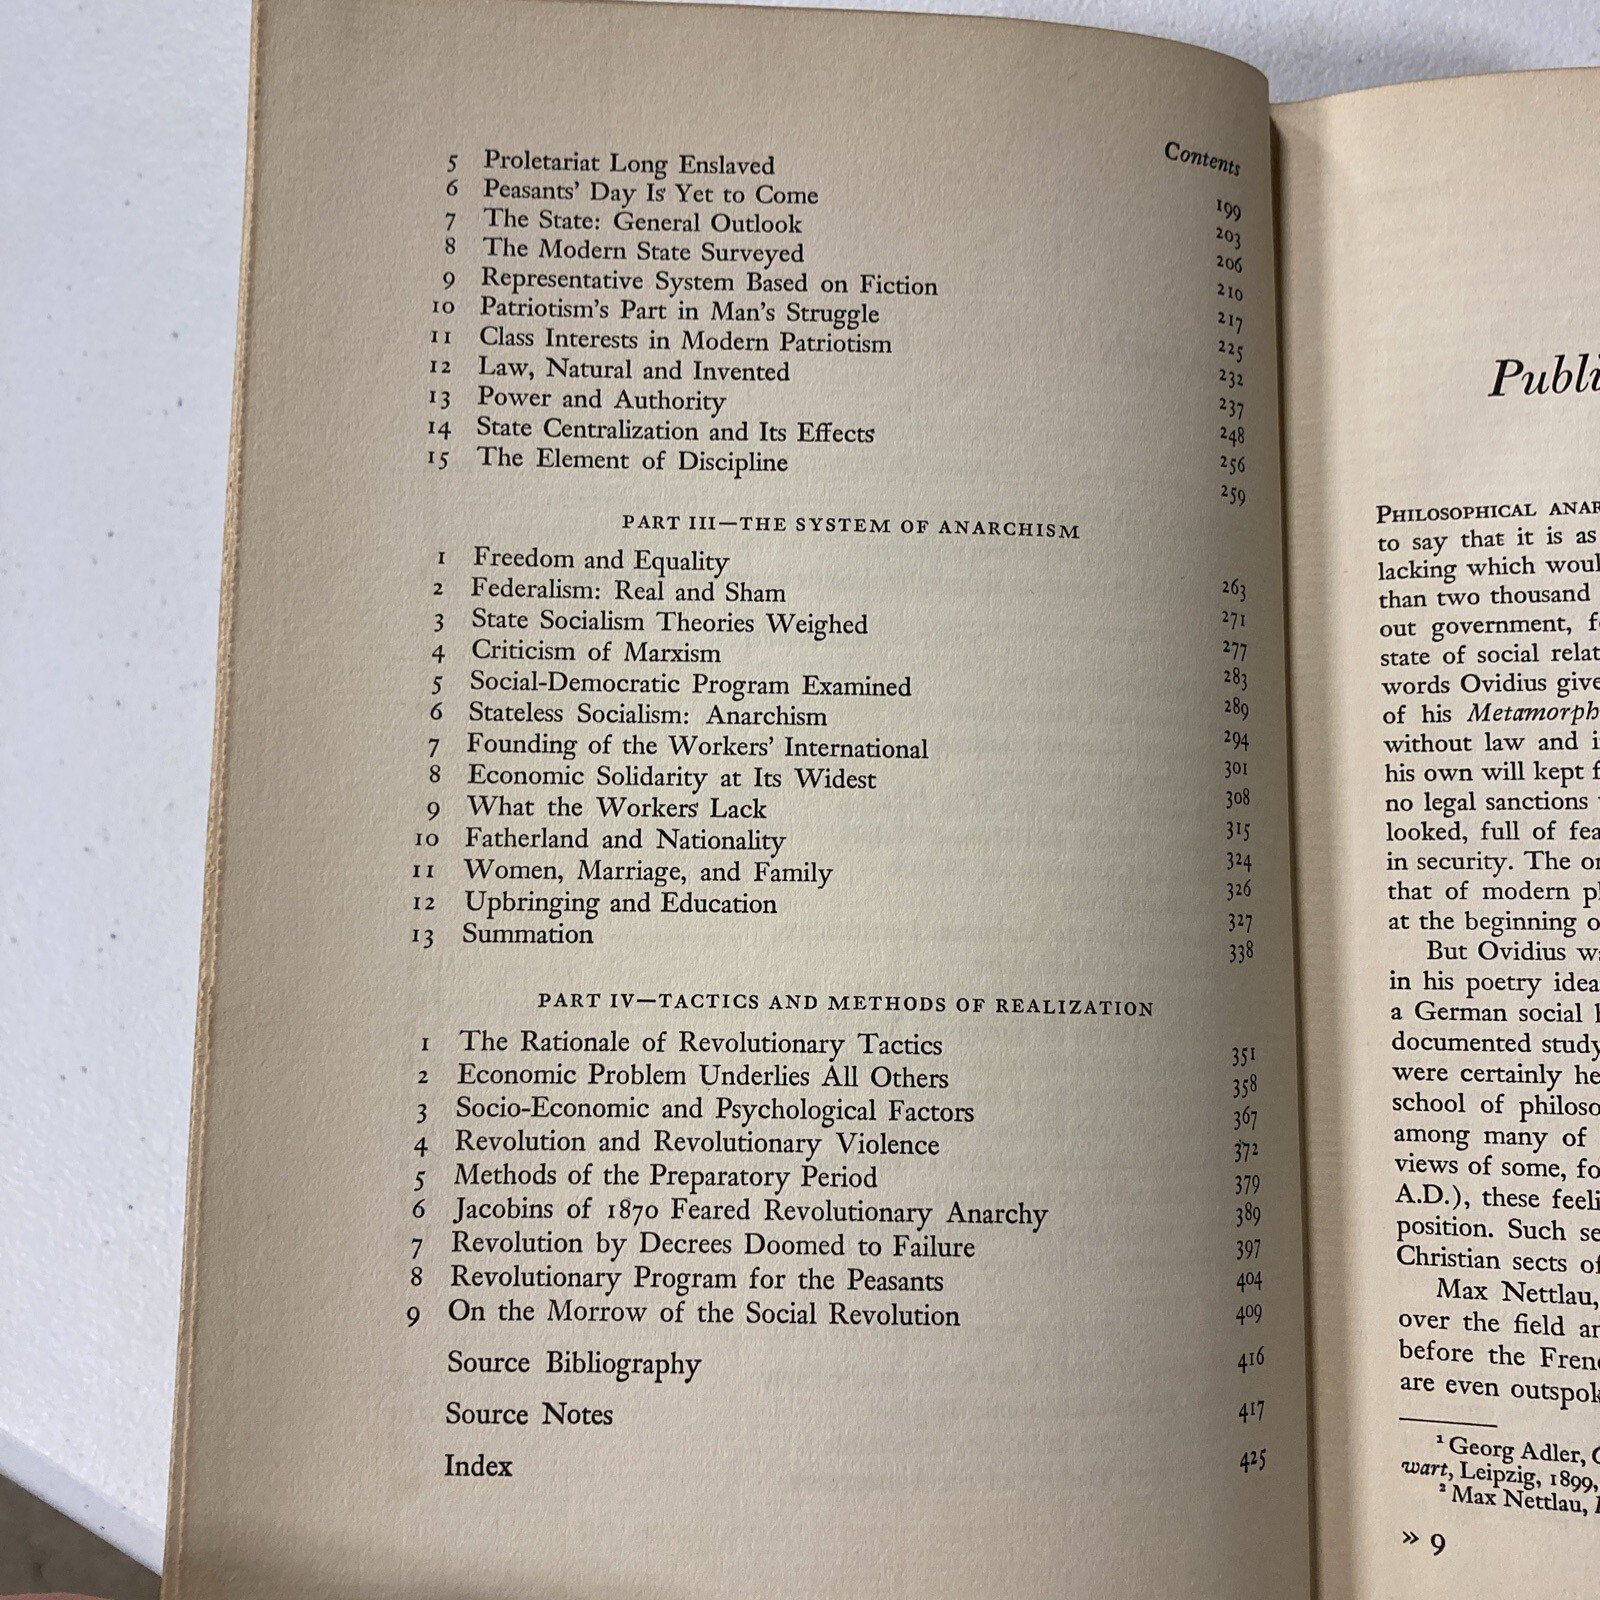 Contents
5 Proletariat Long Enslaved 199
6 Peasants' Day Is Yet to Come 203
7 The State: General Outlook 206
8 The Modern State Surveyed 210
9 Representative System Based on Fiction 217
10 Patriotism's Part in Man's Struggle 225
11 Class Interests in Modern Patriotism 232
12 Law, Natural and Invented 237
13 Power and Authority 248
14 State Centralization and Its Effects 256
15 The Element of Discipline 259
PART III—THE SYSTEM OF ANARCHISM
1 Freedom and Equality 263
2 Federalism: Real and Sham 271
3 State Socialism Theories Weighed 277
4 Criticism of Marxism 283
5 Social-Democratic Program Examined 289
6 Stateless Socialism: Anarchism 294
7 Founding of the Workers' International 301
8 Economic Solidarity at Its Widest 308
9 What the Workers Lack 315
10 Fatherland and Nationality 324
11 Women, Marriage, and Family 326
12 Upbringing and Education 327
13 Summation 338
PART IV—TACTICS AND METHODS OF REALIZATION
1 The Rationale of Revolutionary Tactics 351
2 Economic Problem Underlies All Others 358
3 Socio-Economic and Psychological Factors 367
4 Revolution and Revolutionary Violence 372
5 Methods of the Preparatory Period 379
6 Jacobins of 1870 Feared Revolutionary Anarchy 389
7 Revolution by Decrees Doomed to Failure 397
8 Revolutionary Program for the Peasants 404
9 On the Morrow of the Social Revolution 409
Source Bibliography 416
Source Notes 417
Index 425
Publi
PHILOSOPHICAL ANAR
to say that it is as
lacking which woul
than two thousand
out government, f
state of social relat
words Ovidius give
of his Metamorph
without law and i
his own will kept f
no legal sanctions
looked, full of fea
in security. The o
that of modern p
at the beginning o
But Ovidius w
in his poetry idea
a German social
documented study
were certainly he
school of philoso
among many of
views of some, fo
A.D.), these feeli
position. Such se
Christian sects of
Max Nettlau,
over the field an
before the Fren
are even outspok
1 Georg Adler,
wart, Leipzig, 1899,
2 Max Nettlau,
» 9